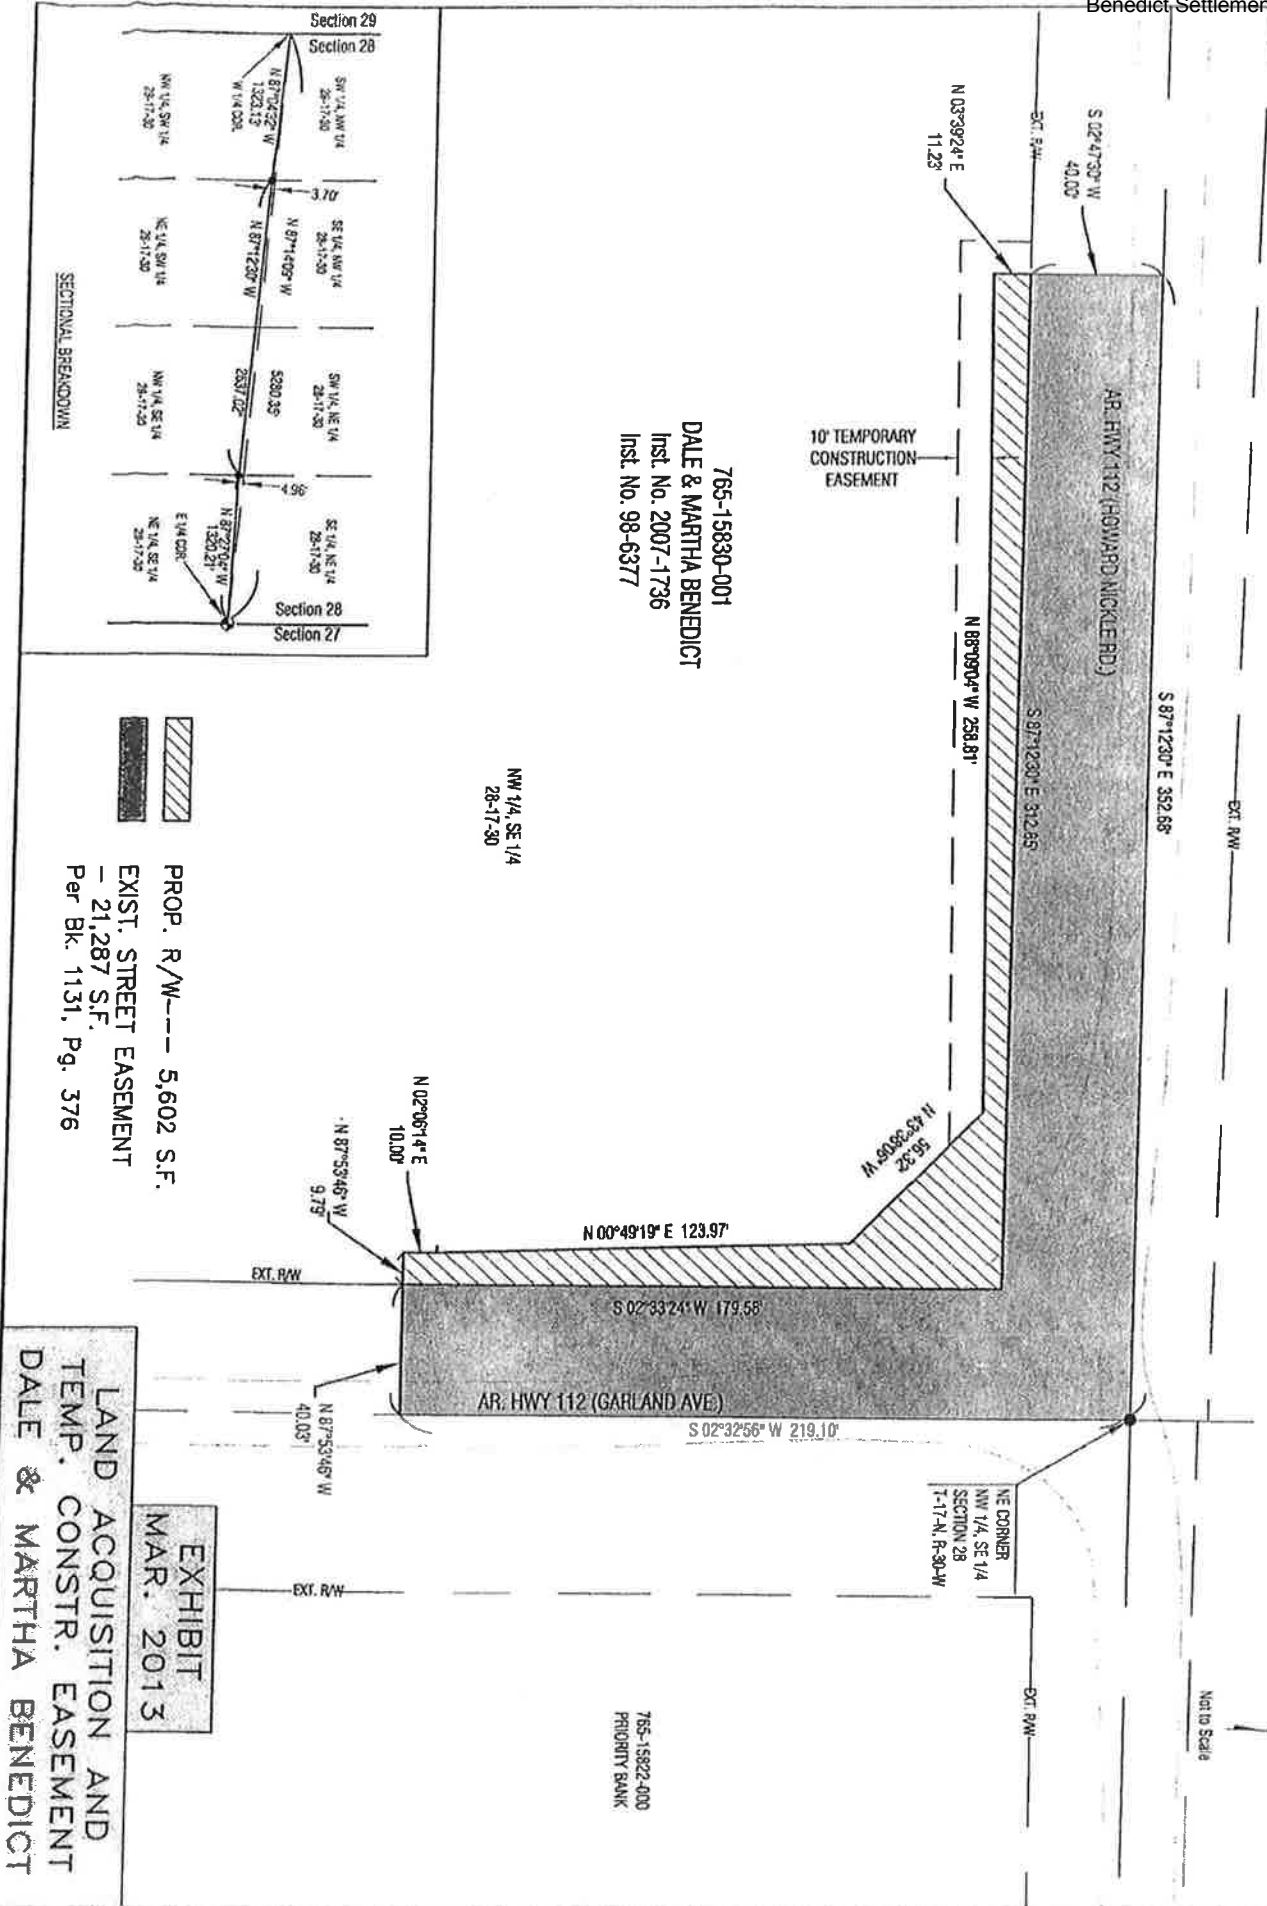 Benedict Settlemen
Not to Scale
EXT. R/W
S 87°12'30" E 352.68'
S 02°47'30" W
40.00'
EXT. R/W
AR. HWY 112 (HOWARD NICKLE RD.)
S 87°12'30" E 312.65'
N 03°39'24" E
11.23'
N 88°09'04" W 258.81'
10' TEMPORARY
CONSTRUCTION
EASEMENT
765-15830-001
DALE & MARTHA BENEDICT
Inst. No. 2007-1736
Inst. No. 98-6377
NW 1/4, SE 1/4
28-17-30
N 43°38'06" W
56.32'
N 00°49'19" E 123.97'
S 02°33'24" W 179.58'
AR. HWY 112 (GARLAND AVE.)
S 02°32'56" W 219.10'
NE CORNER
NW 1/4, SE 1/4
SECTION 28
T-17-N, R-30-W
EXT. R/W
765-15822-000
PRIORITY BANK
N 02°06'14" E
10.00'
N 87°53'46" W
9.79'
EXT. R/W
N 87°53'46" W
40.03'
EXT. R/W
Section 29
Section 28
SW 1/4, NW 1/4
28-17-30
SE 1/4, NW 1/4
28-17-30
SW 1/4, NE 1/4
28-17-30
SE 1/4, NE 1/4
28-17-30
N 87°04'32" W
1323.13'
W 1/4 COR.
3.70'
N 87°14'09" W
5280.39'
N 87°12'30" W
2637.02'
4.96'
N 87°27'04" W
1320.21'
E 1/4 COR.
NW 1/4, SW 1/4
28-17-30
NE 1/4, SW 1/4
28-17-30
NW 1/4, SE 1/4
28-17-30
NE 1/4, SE 1/4
28-17-30
Section 28
Section 27
SECTIONAL BREAKDOWN
PROP. R/W--- 5,602 S.F.
EXIST. STREET EASEMENT
- 21,287 S.F.
Per Bk. 1131, Pg. 376
EXHIBIT
MAR. 2013
LAND ACQUISITION AND
TEMP. CONSTR. EASEMENT
DALE & MARTHA BENEDICT